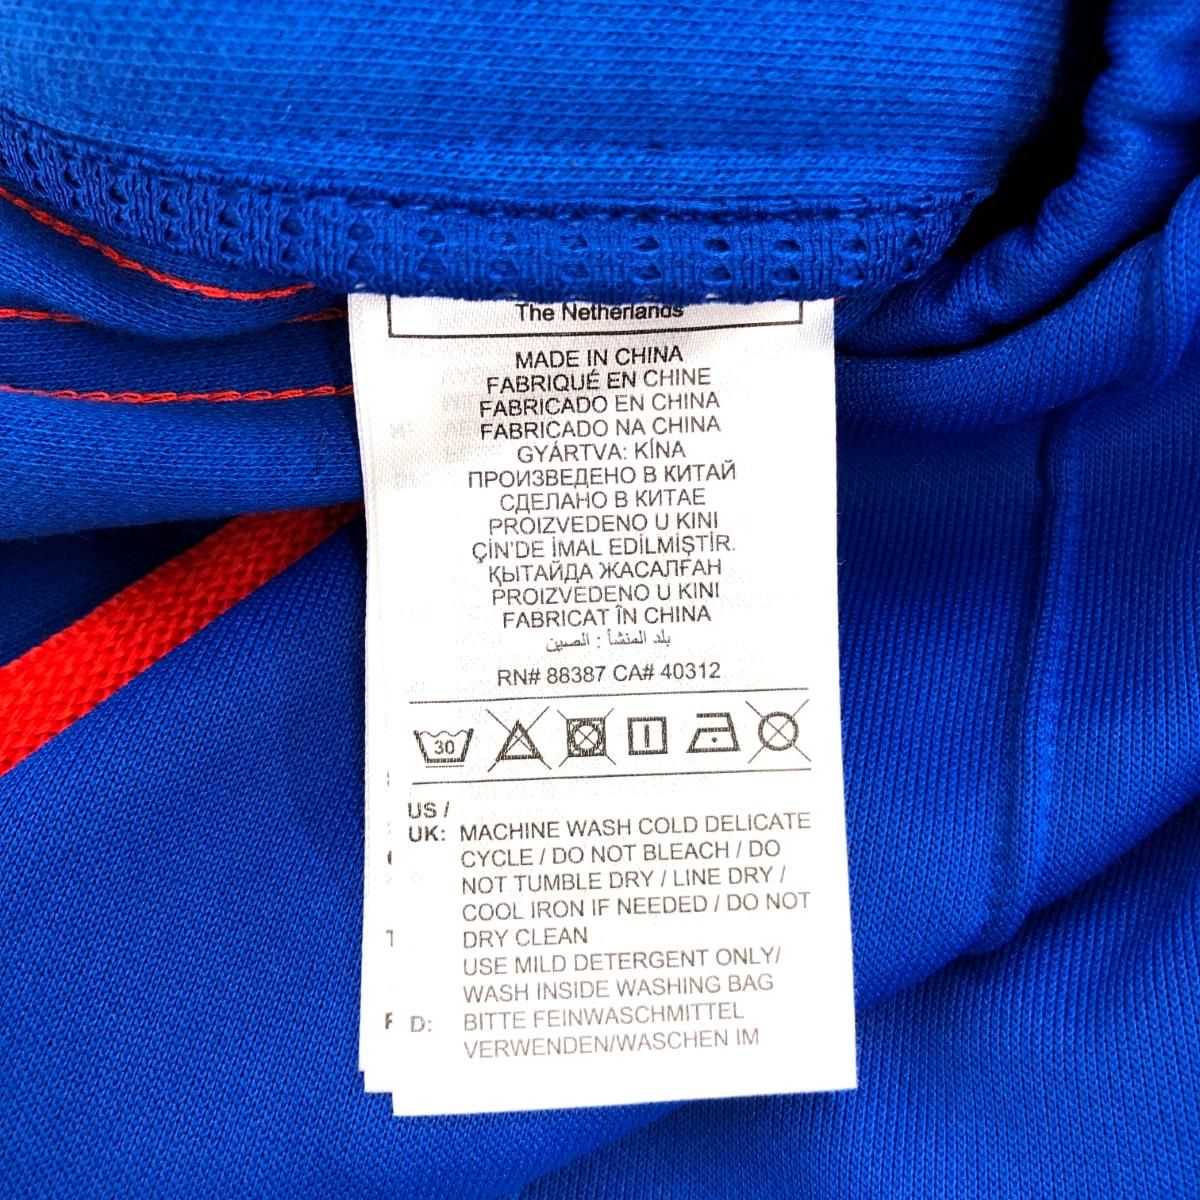 The Netherlands
MADE IN CHINA
FABRIQUÉ EN CHINE
FABRICADO EN CHINA
FABRICADO NA CHINA
GYÁRTVA: KÍNA
ПРОИЗВЕДЕНО В КИТАЙ
СДЕЛАНО В КИТАЕ
PROIZVEDENO U KINI
ÇİN'DE İMAL EDİLMİŞTİR.
ҚЫТАЙДА ЖАСАЛҒАН
PROIZVEDENO U KINI
FABRICAT ÎN CHINA
بلد المنشأ : الصين
RN# 88387 CA# 40312
30
US /
UK: MACHINE WASH COLD DELICATE
CYCLE / DO NOT BLEACH / DO
NOT TUMBLE DRY / LINE DRY /
COOL IRON IF NEEDED / DO NOT
DRY CLEAN
USE MILD DETERGENT ONLY/
WASH INSIDE WASHING BAG
D: BITTE FEINWASCHMITTEL
VERWENDEN/WASCHEN IM